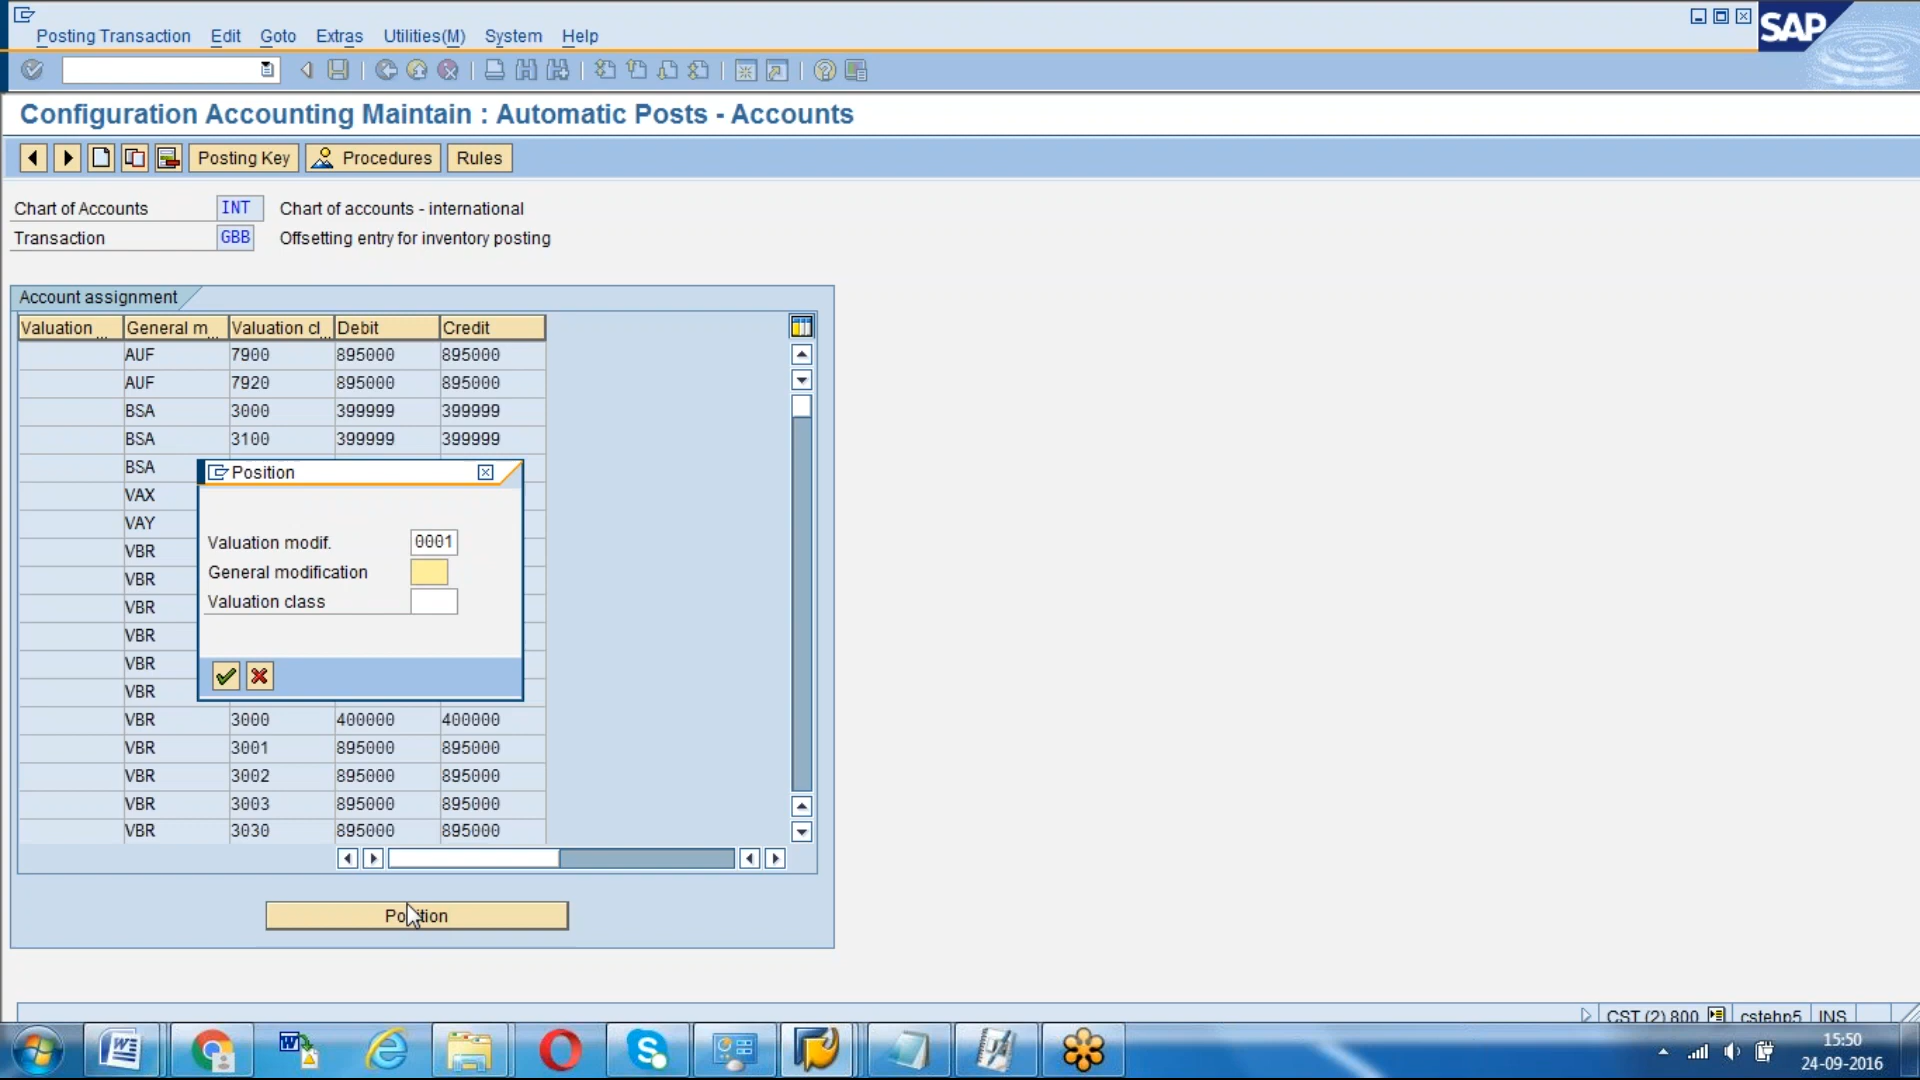 Posting Transaction Edit Goto Extras Utilities(M) System Help
SAP
Configuration Accounting Maintain : Automatic Posts - Accounts
Posting Key Procedures Rules
Chart of Accounts INT Chart of accounts - international
Transaction GBB Offsetting entry for inventory posting
Account assignment
Valuation ... General m... Valuation cl... Debit Credit
AUF 7900 895000 895000
AUF 7920 895000 895000
BSA 3000 399999 399999
BSA 3100 399999 399999
BSA
VAX
VAY
VBR
VBR
VBR
VBR
VBR
VBR
VBR 3000 400000 400000
VBR 3001 895000 895000
VBR 3002 895000 895000
VBR 3003 895000 895000
VBR 3030 895000 895000
Position
Valuation modif. 0001
General modification
Valuation class
Position
CST (2) 800 cstehp5 INS
15:50
24-09-2016